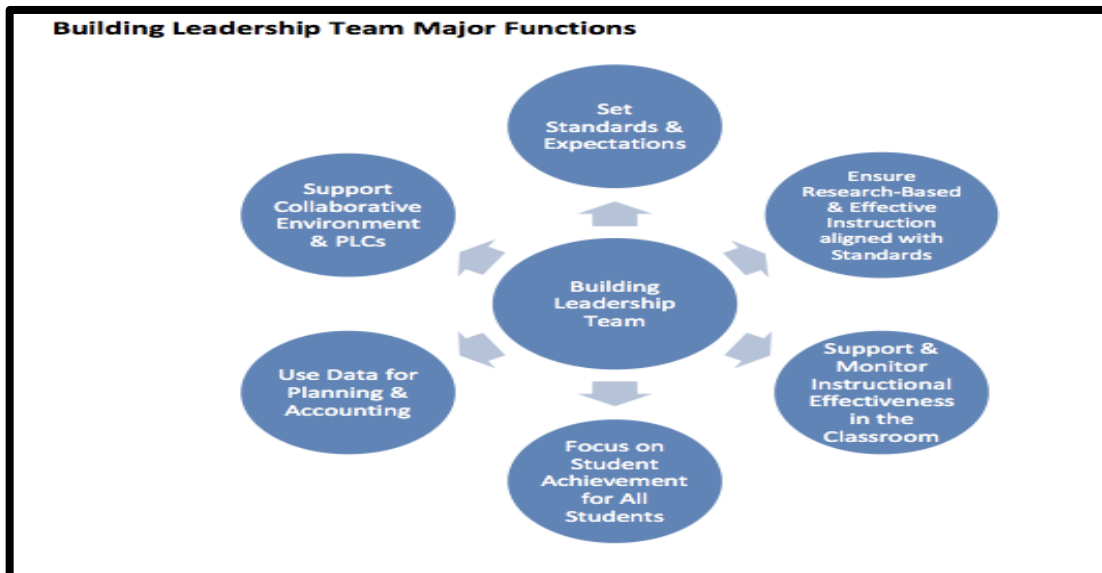 Building Leadership Team Major Functions
Set
Standards &
Expectations
Ensure
Research-Based
& Effective
Instruction
aligned with
Standards
Support &
Monitor
Instructional
Effectiveness
in the
Classroom
Focus on
Student
Achievement
for All
Students
Use Data for
Planning &
Accounting
Support
Collaborative
Environment
& PLCs
Building
Leadership
Team